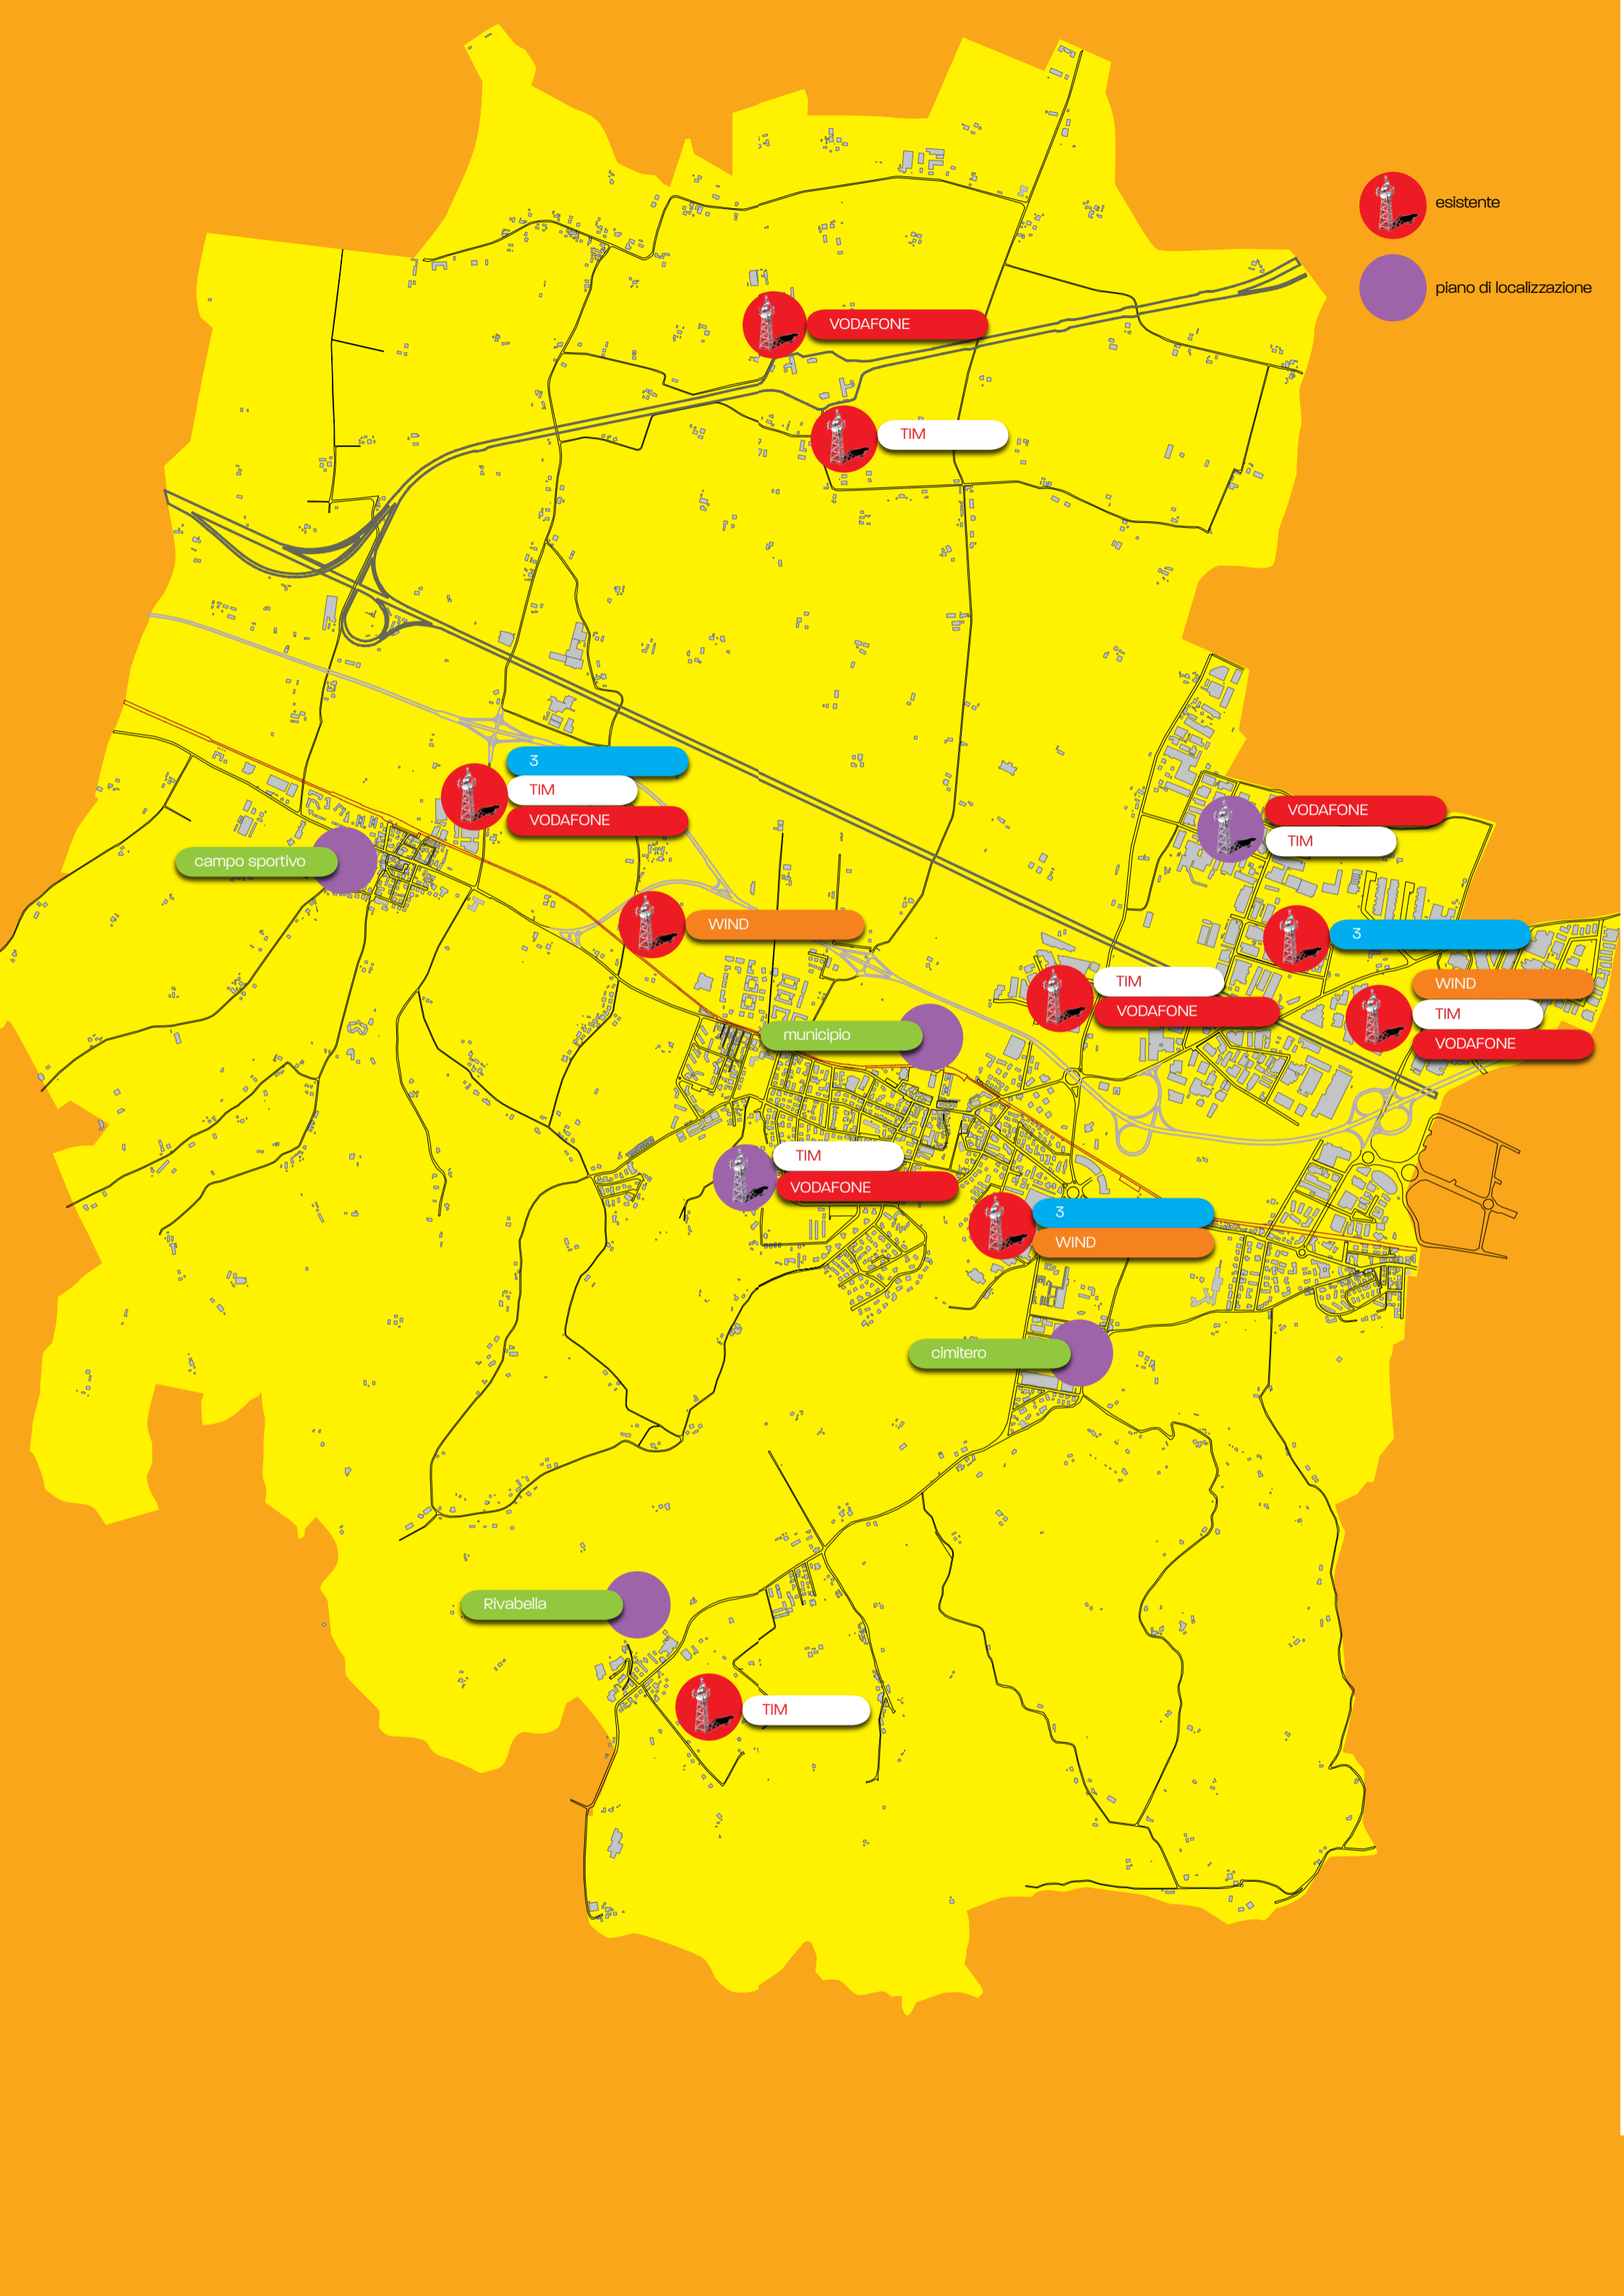 esistente
piano di localizzazione
VODAFONE
TIM
3
TIM
VODAFONE
VODAFONE
TIM
campo sportivo
WIND
3
TIM
VODAFONE
WIND
TIM
VODAFONE
municipio
TIM
VODAFONE
3
WIND
cimitero
Rivabella
TIM